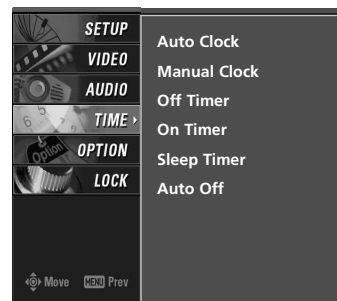 SETUP
VIDEO
AUDIO
TIME
OPTION
LOCK
Auto Clock
Manual Clock
Off Timer
On Timer
Sleep Timer
Auto Off
Move MENU Prev